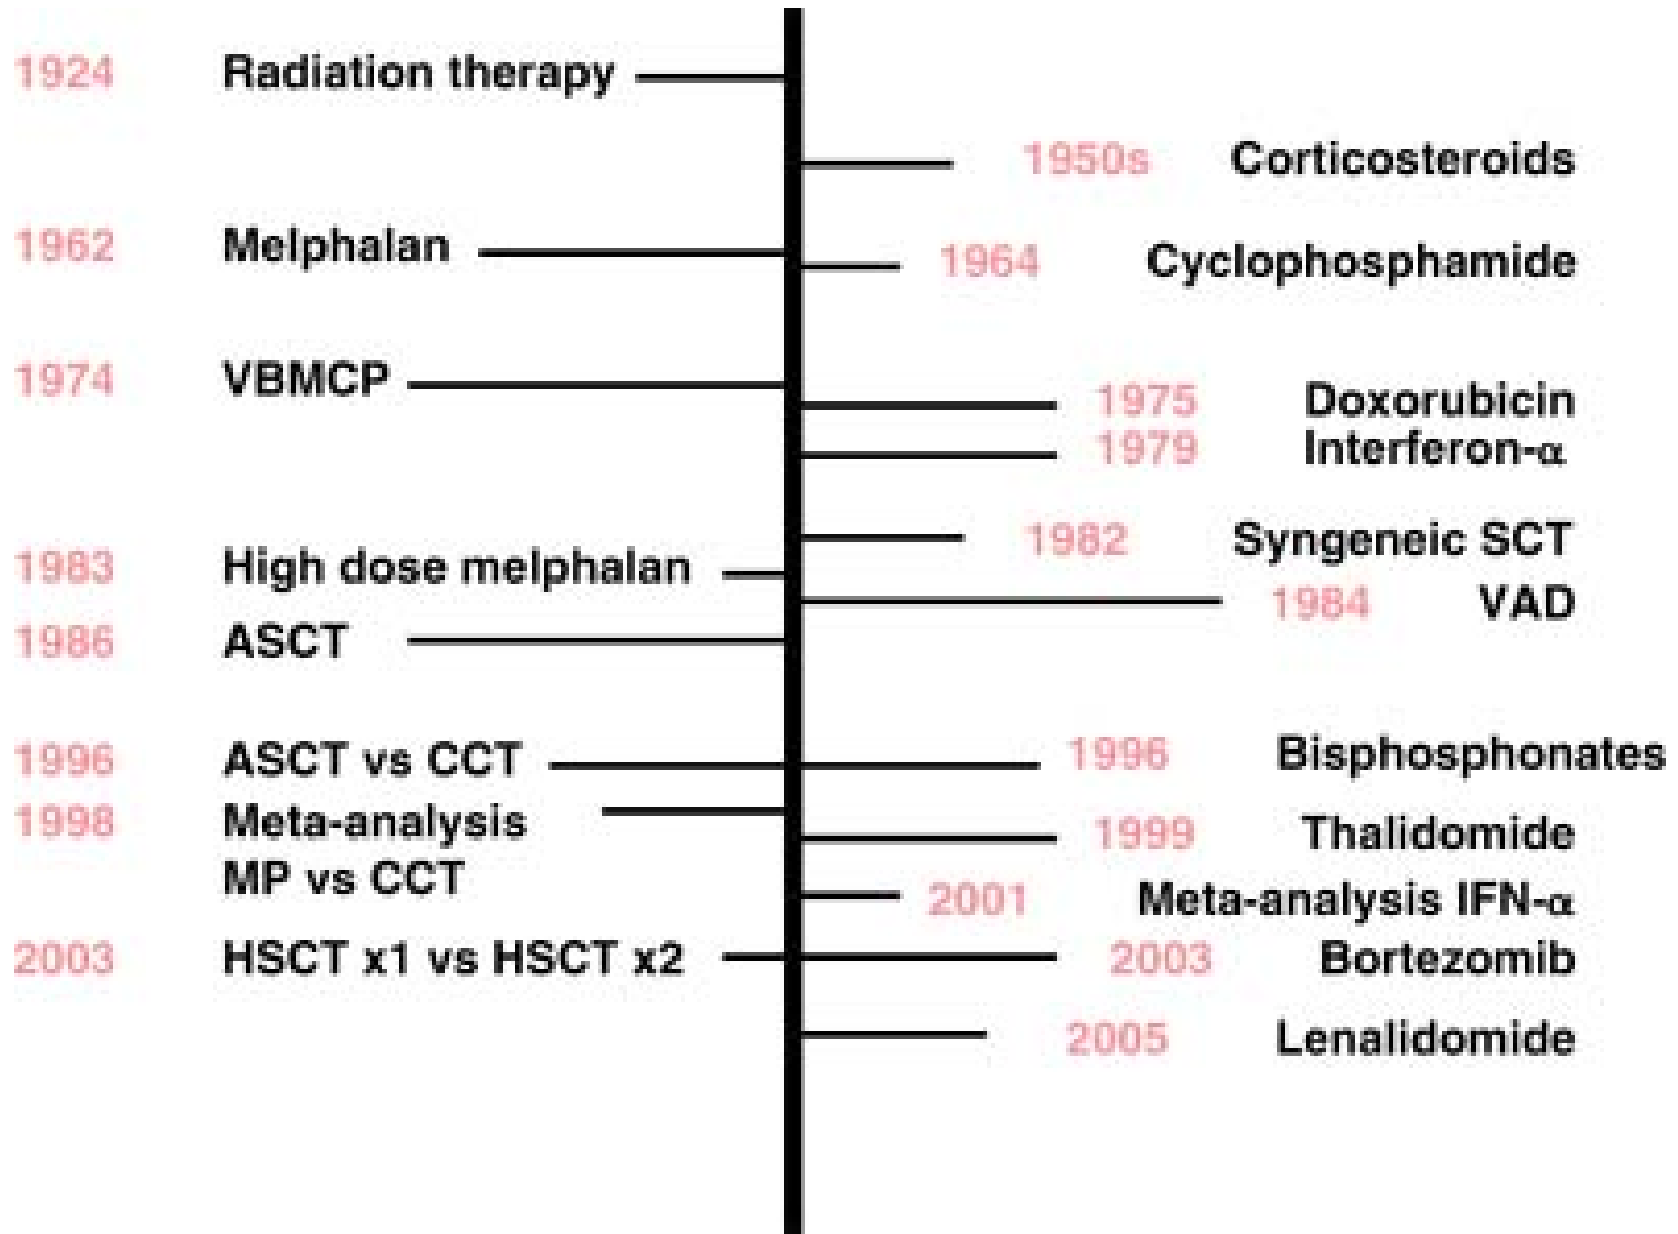 1924 Radiation therapy
1950s Corticosteroids
1962 Melphalan
1964 Cyclophosphamide
1974 VBMCP
1975 Doxorubicin
1979 Interferon-α
1982 Syngeneic SCT
1983 High dose melphalan
1984 VAD
1986 ASCT
1996 ASCT vs CCT
1996 Bisphosphonates
1998 Meta-analysis
MP vs CCT
1999 Thalidomide
2001 Meta-analysis IFN-α
2003 HSCT x1 vs HSCT x2
2003 Bortezomib
2005 Lenalidomide